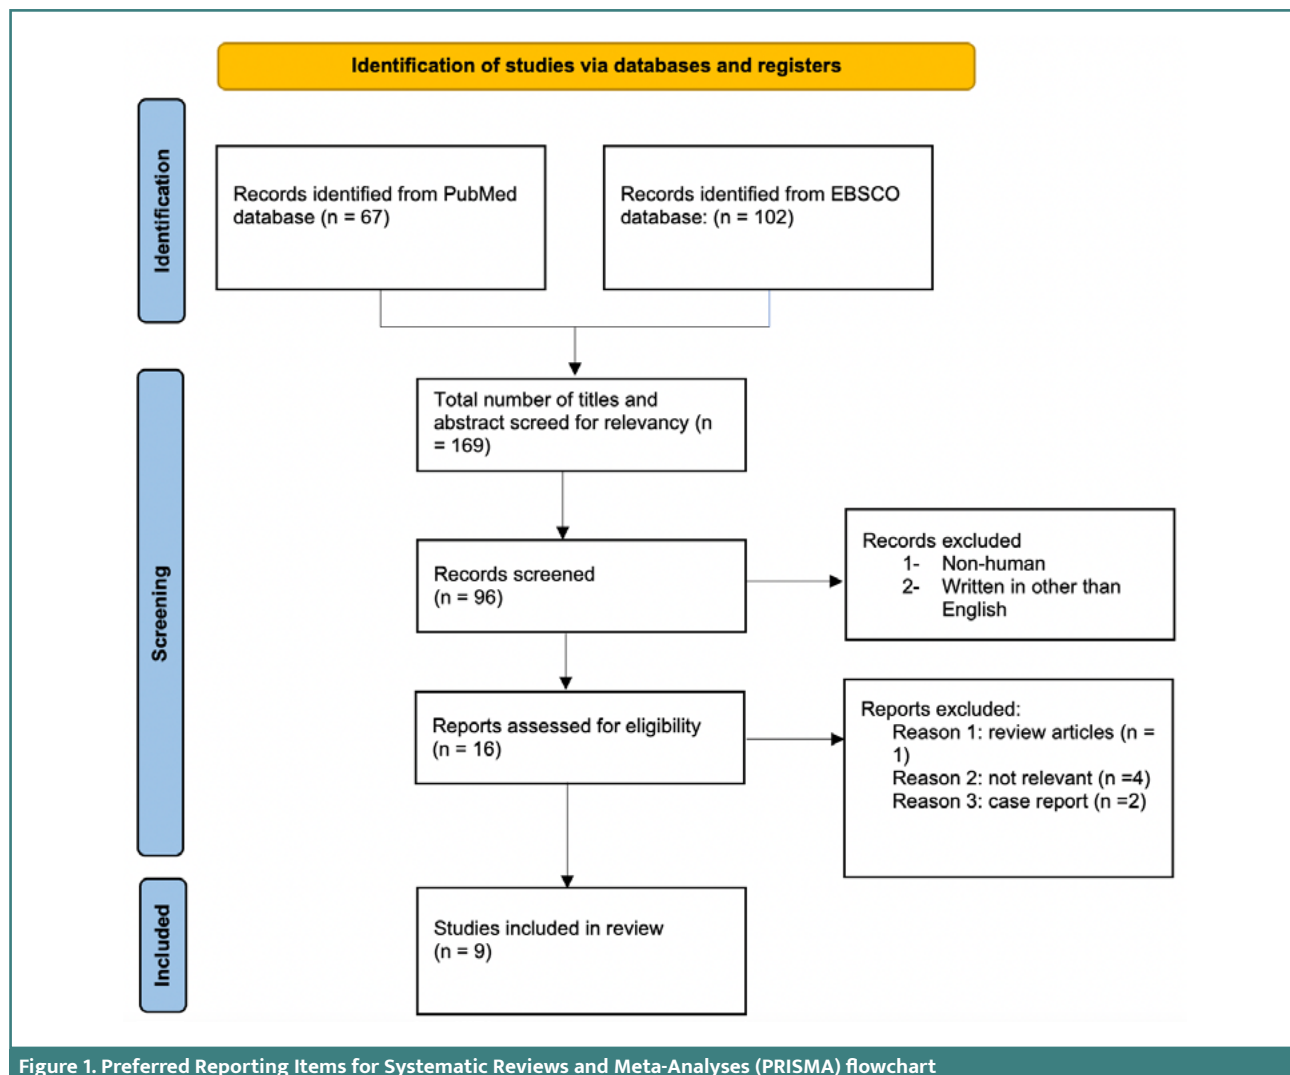 Identification of studies via databases and registers
Identification
Records identified from PubMed
database (n = 67)
Records identified from EBSCO
database: (n = 102)
Screening
Total number of titles and
abstract screed for relevancy (n
= 169)
Records screened
(n = 96)
Records excluded
1- Non-human
2- Written in other than
English
Reports assessed for eligibility
(n = 16)
Reports excluded:
Reason 1: review articles (n =
1)
Reason 2: not relevant (n =4)
Reason 3: case report (n =2)
Included
Studies included in review
(n = 9)
Figure 1. Preferred Reporting Items for Systematic Reviews and Meta-Analyses (PRISMA) flowchart